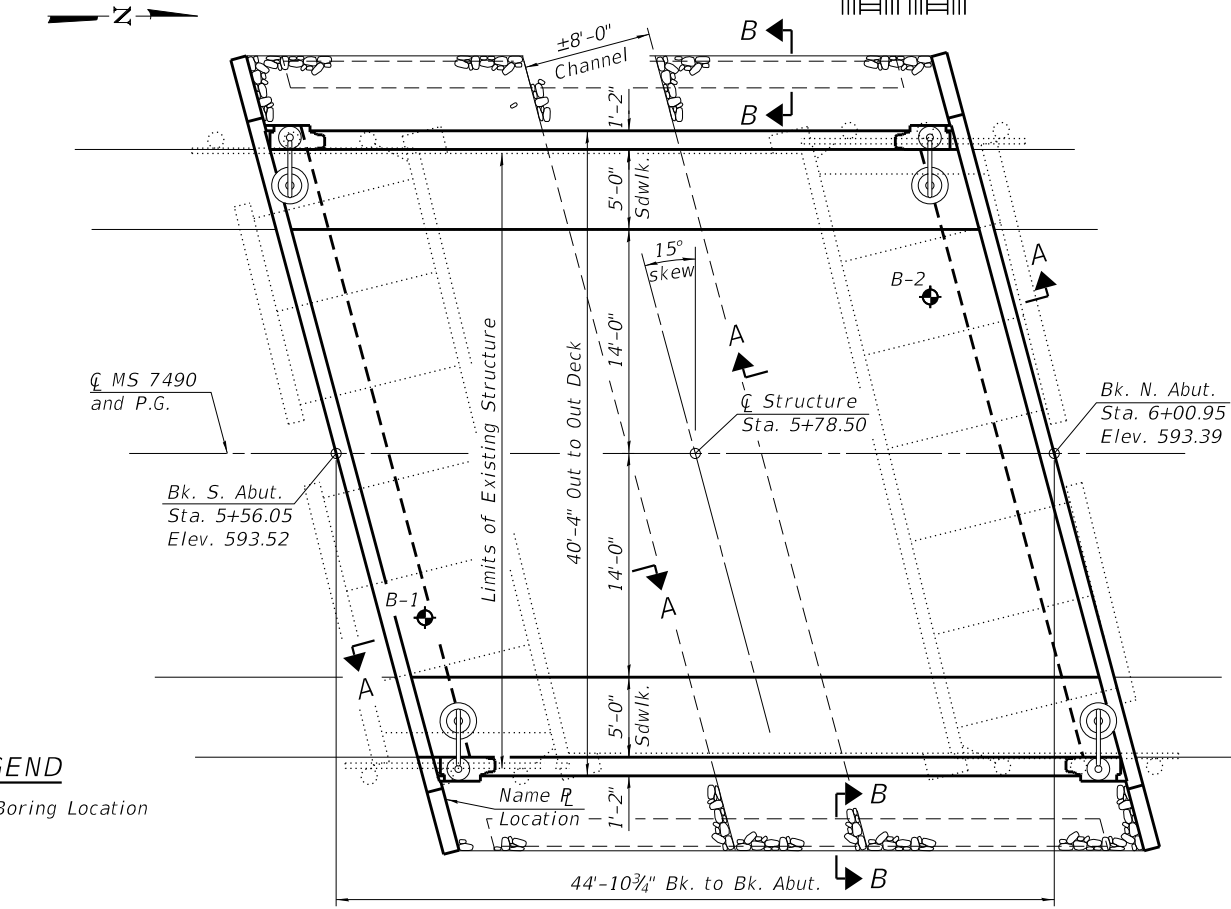 N
B
±8'-0"
Channel
B
1'-2"
5'-0"
Sdwlk.
15°
skew
A
B-2
A
14'-0"
Limits of Existing Structure
40'-4" Out to Out Deck
℄ MS 7490
and P.G.
℄ Structure
Sta. 5+78.50
Bk. N. Abut.
Sta. 6+00.95
Elev. 593.39
Bk. S. Abut.
Sta. 5+56.05
Elev. 593.52
14'-0"
B-1
A
A
5'-0"
Sdwlk.
GEND
Boring Location
Name ⅊
Location
1'-2"
B
B
44'-10¾" Bk. to Bk. Abut.